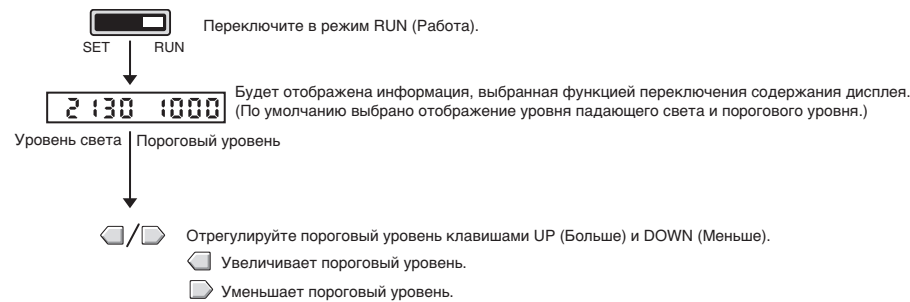 Переключите в режим RUN (Работа).
SET RUN
2130 1000
Будет отображена информация, выбранная функцией переключения содержания дисплея.
(По умолчанию выбрано отображение уровня падающего света и порогового уровня.)
Уровень света Пороговый уровень
/
Отрегулируйте пороговый уровень клавишами UP (Больше) и DOWN (Меньше).
Увеличивает пороговый уровень.
Уменьшает пороговый уровень.